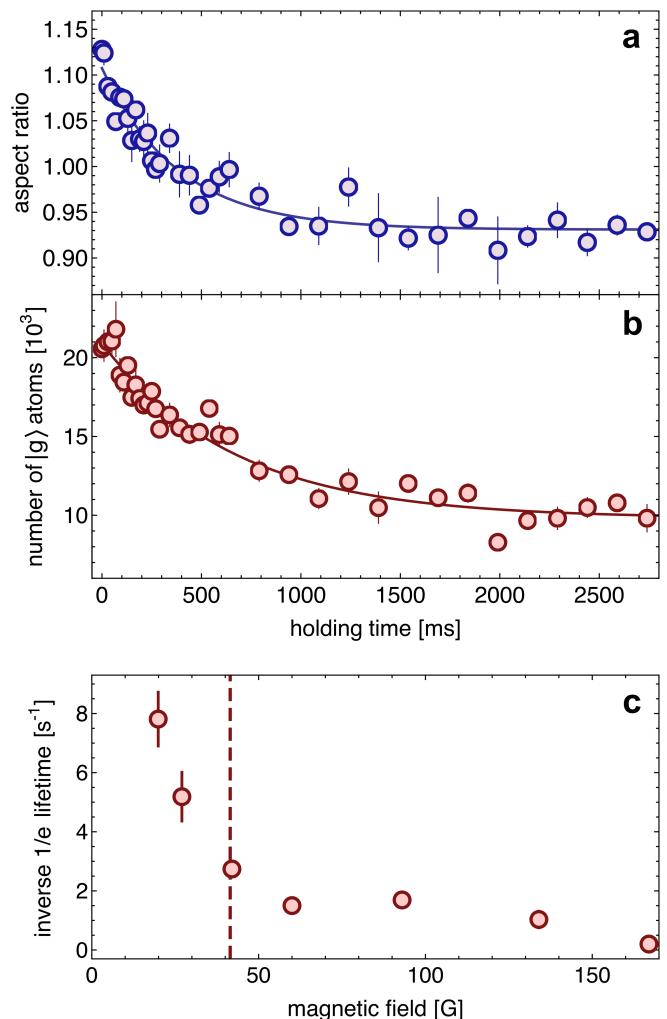 a
1.15
1.10
1.05
1.00
0.95
0.90
aspect ratio
b
20
15
10
number of |g⟩ atoms [10³]
0 500 1000 1500 2000 2500
holding time [ms]
c
8
6
4
2
0
inverse 1/e lifetime [s⁻¹]
0 50 100 150
magnetic field [G]